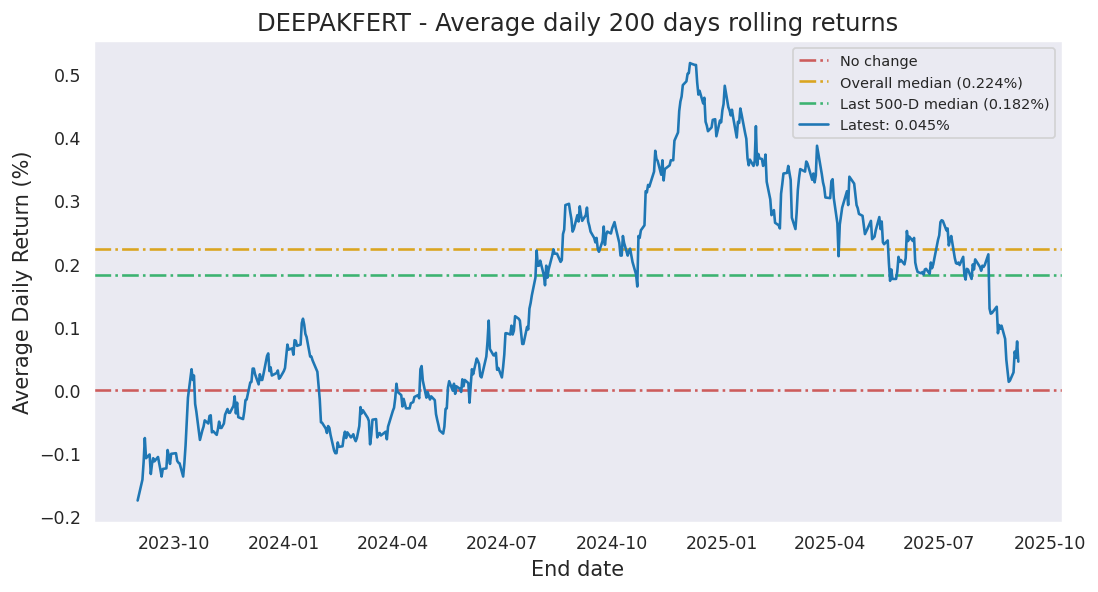 DEEPAKFERT - Average daily 200 days rolling returns
No change
Overall median (0.224%)
Last 500-D median (0.182%)
Latest: 0.045%
Average Daily Return (%)
0.5
0.4
0.3
0.2
0.1
0.0
−0.1
−0.2
2023-10 2024-01 2024-04 2024-07 2024-10 2025-01 2025-04 2025-07 2025-10
End date